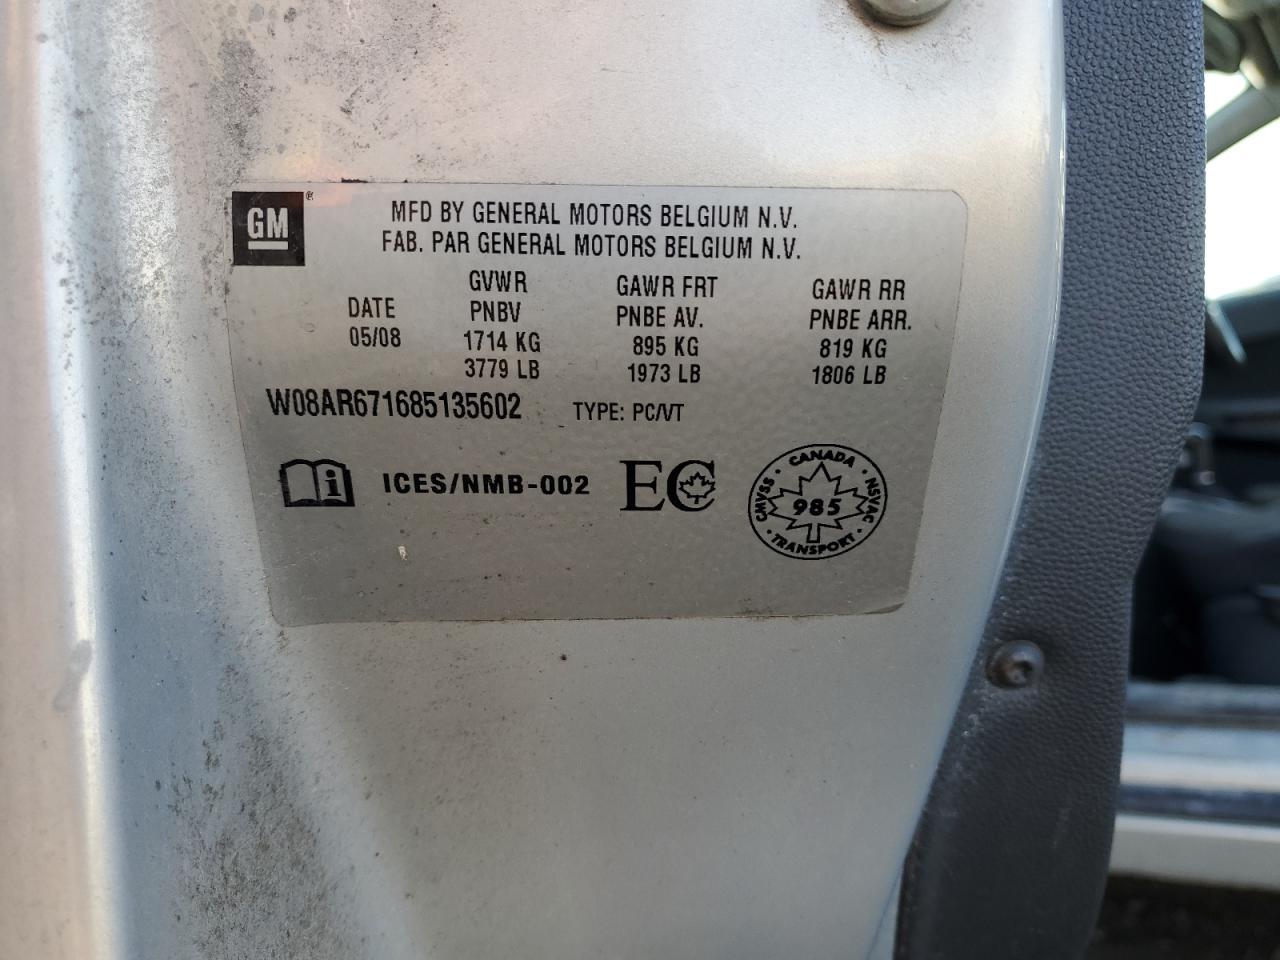 GM®
MFD BY GENERAL MOTORS BELGIUM N.V.
FAB. PAR GENERAL MOTORS BELGIUM N.V.
DATE
05/08
GVWR
PNBV
1714 KG
3779 LB
GAWR FRT
PNBE AV.
895 KG
1973 LB
GAWR RR
PNBE ARR.
819 KG
1806 LB
W08AR671685135602 TYPE: PC/VT
i ICES/NMB-002 EC
CANADA
CMVSS 985 NSVAC
TRANSPORT